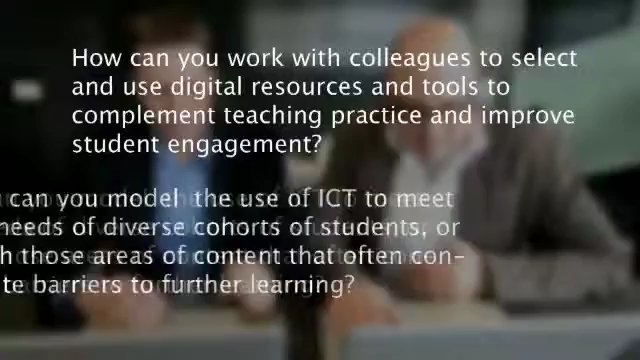 How can you work with colleagues to select
and use digital resources and tools to
complement teaching practice and improve
student engagement?
can you model the use of ICT to meet
needs of diverse cohorts of students, or
those areas of content that often con-
barriers to further learning?